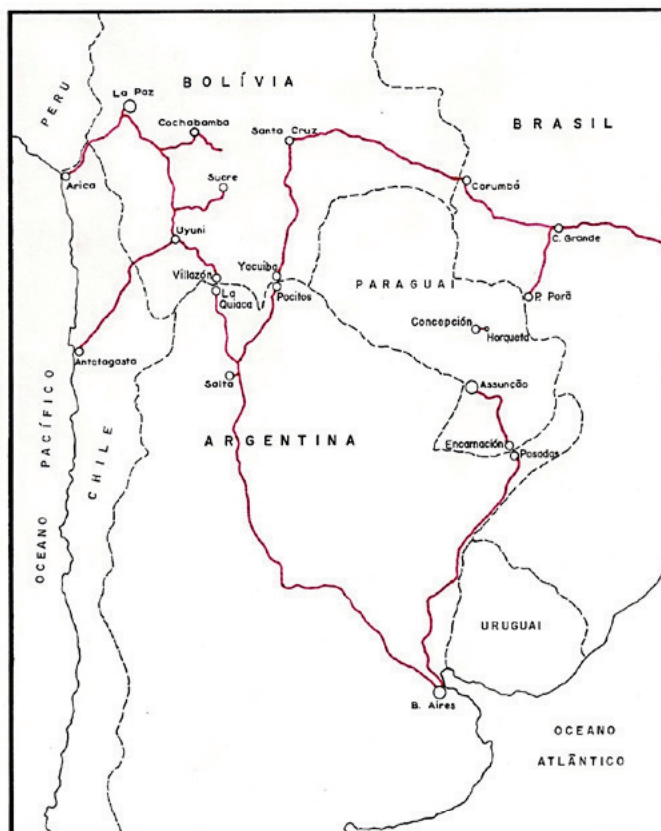 PERU
La Paz
BOLÍVIA
Cochabamba
Santa Cruz
BRASIL
Arica
Sucre
Corumbá
Uyuni
C. Grande
Villazón
La
Quiaca
Yacuiba
Pocitos
PARAGUAI
P. Porã
Concepción
Horqueta
Antofagasta
Salta
Assunção
OCEANO PACÍFICO
CHILE
ARGENTINA
Encarnación
Posadas
URUGUAI
B. Aires
OCEANO
ATLÂNTICO